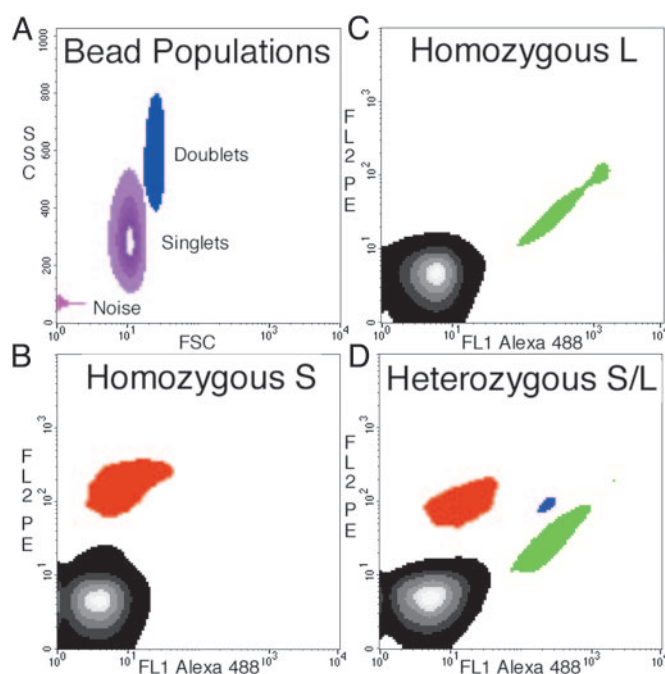 A
Bead Populations
SSC
1000
800
600
400
200
0
Doublets
Singlets
Noise
10^0
10^1
10^3
10^4
FSC
C
Homozygous L
FL2 PE
10^3
10^2
10^1
0
10^0
10^1
10^3
10^4
FL1 Alexa 488
B
Homozygous S
FL2 PE
10^3
10^2
10^1
0
10^0
10^1
10^3
10^4
FL1 Alexa 488
D
Heterozygous S/L
FL2 PE
10^3
10^2
10^1
0
10^0
10^1
10^3
10^4
FL1 Alexa 488